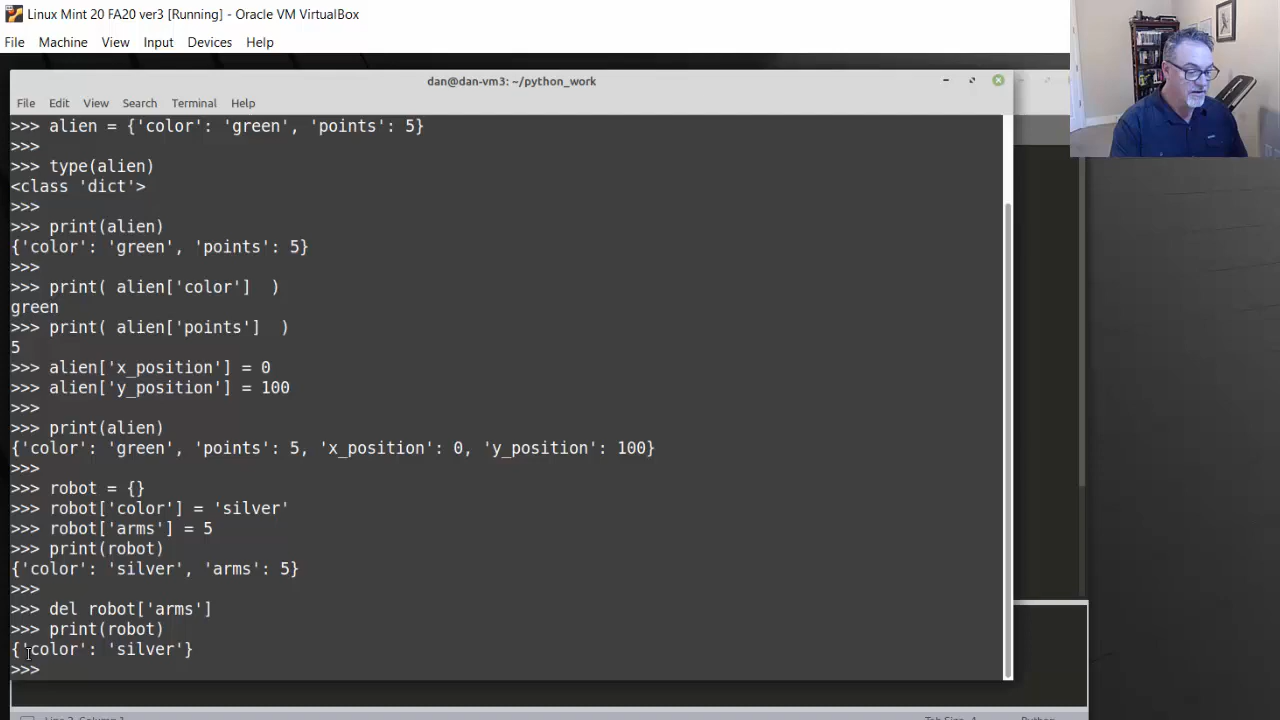 Linux Mint 20 FA20 ver3 [Running] - Oracle VM VirtualBox
File Machine View Input Devices Help
dan@dan-vm3: ~/python_work
File Edit View Search Terminal Help
>>> alien = {'color': 'green', 'points': 5}
>>>
>>> type(alien)
<class 'dict'>
>>>
>>> print(alien)
{'color': 'green', 'points': 5}
>>>
>>> print( alien['color']  )
green
>>> print( alien['points']  )
5
>>> alien['x_position'] = 0
>>> alien['y_position'] = 100
>>>
>>> print(alien)
{'color': 'green', 'points': 5, 'x_position': 0, 'y_position': 100}
>>>
>>> robot = {}
>>> robot['color'] = 'silver'
>>> robot['arms'] = 5
>>> print(robot)
{'color': 'silver', 'arms': 5}
>>>
>>> del robot['arms']
>>> print(robot)
{'color': 'silver'}
>>>